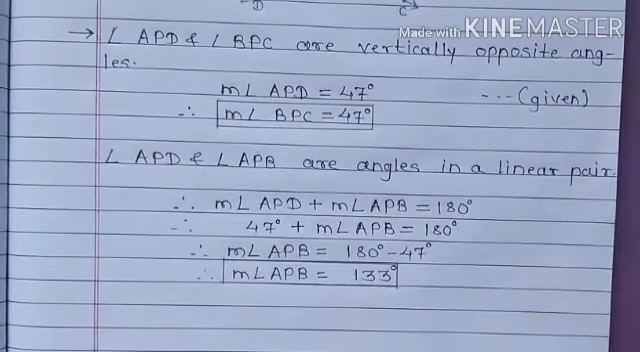 D C
Made with KINEMASTER
→ ∠ APD & ∠ BPC are vertically opposite ang-
les.
m∠ APD = 47° ---(given)
∴ m∠ BPC = 47°
∠ APD & ∠ APB are angles in a linear pair.
∴ m∠ APD + m∠ APB = 180°
∴ 47° + m∠ APB = 180°
∴ m∠ APB = 180° - 47°
∴ m∠ APB = 133°